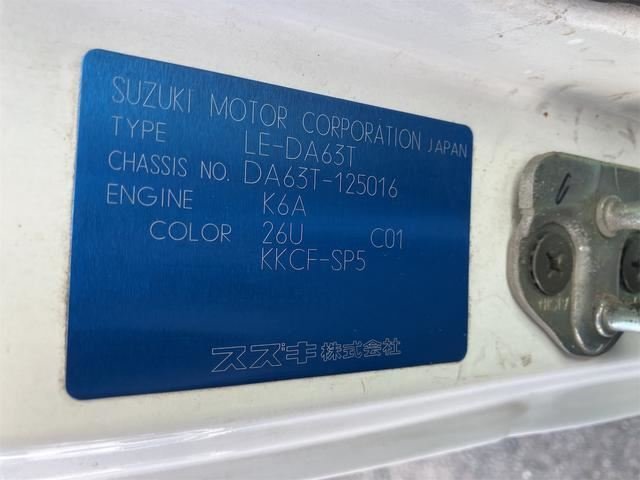 SUZUKI MOTOR CORPORATION JAPAN
TYPE LE-DA63T
CHASSIS NO. DA63T-125016
ENGINE K6A
COLOR 26U C01
KKCF-SP5
スズキ株式会社